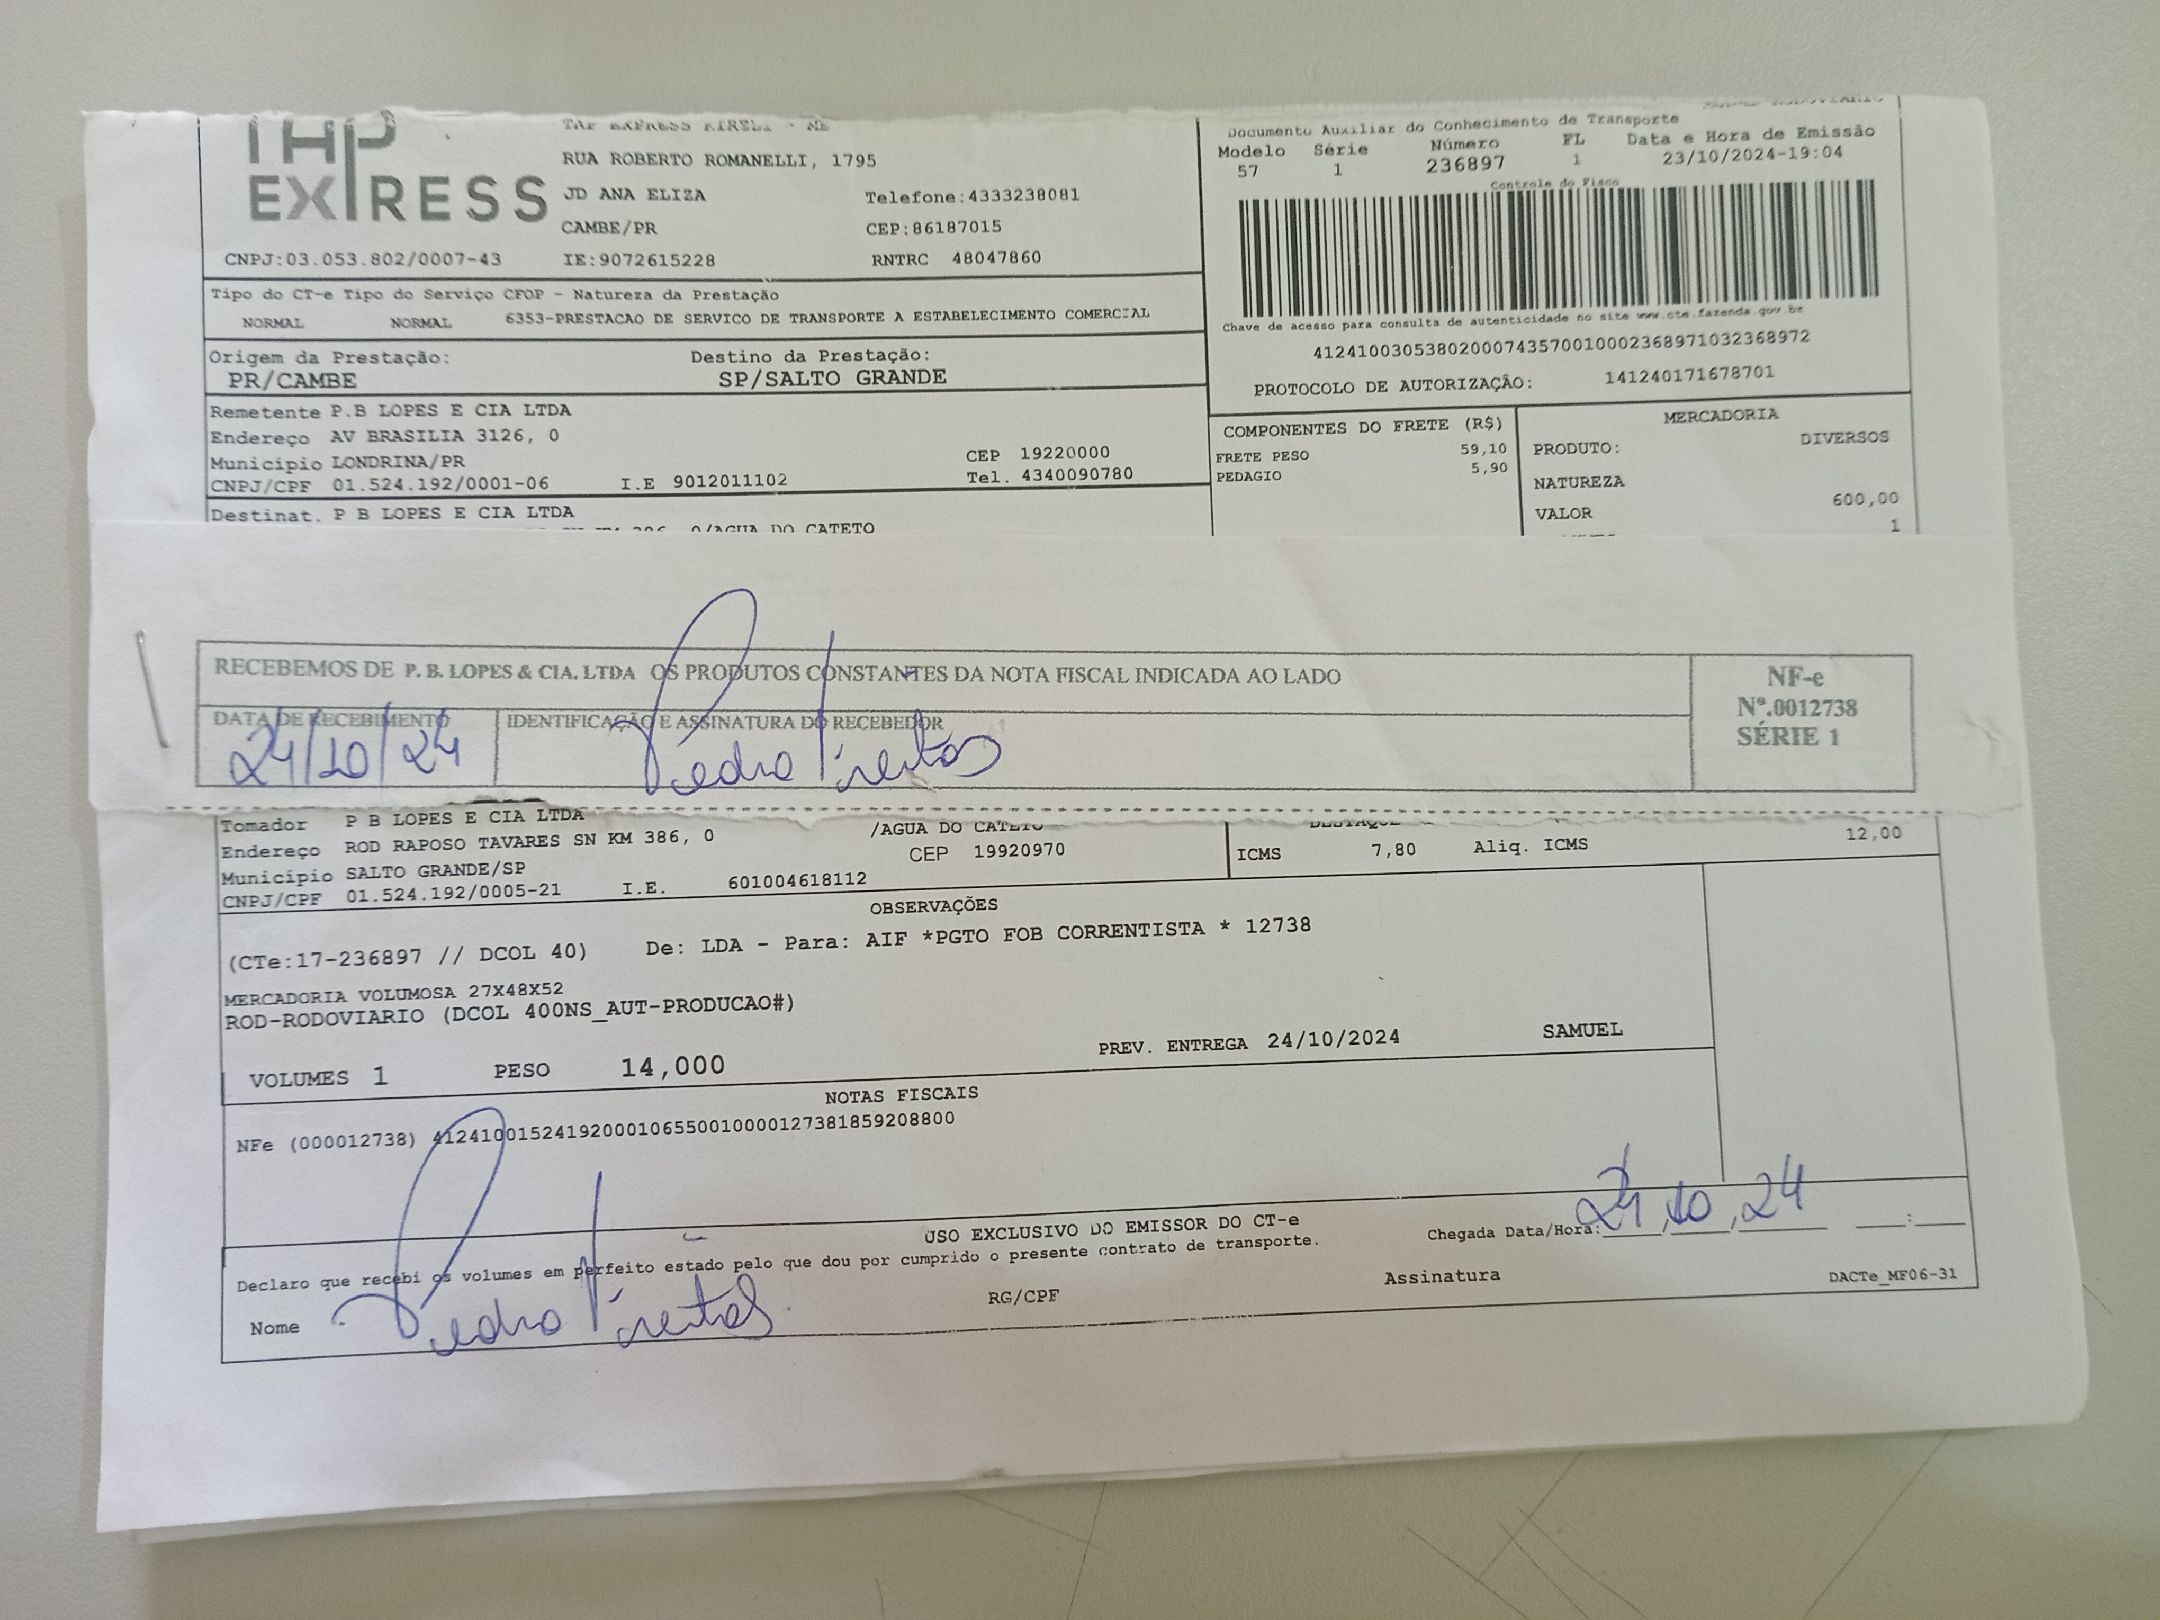 THP
EXPRESS
RUA ROBERTO ROMANELLI, 1795
JD ANA ELIZA Telefone:4333238081
CAMBE/PR CEP:86187015
CNPJ:03.053.802/0007-43 IE:9072615228 RNTRC 48047860
Documento Auxiliar do Conhecimento de Transporte
Modelo Série Número FL Data e Hora de Emissão
57 1 236897 1 23/10/2024-19:04
Controle do Fisco
Chave de acesso para consulta de autenticidade no site www.cte.fazenda.gov.br
41241003053802000743570010002368971032368972
PROTOCOLO DE AUTORIZAÇÃO: 141240171678701
Tipo do CT-e Tipo do Serviço CFOP - Natureza da Prestação
NORMAL NORMAL 6353-PRESTACAO DE SERVICO DE TRANSPORTE A ESTABELECIMENTO COMERCIAL
Origem da Prestação: Destino da Prestação:
PR/CAMBE SP/SALTO GRANDE
Remetente P.B LOPES E CIA LTDA
Endereço AV BRASILIA 3126, 0
Município LONDRINA/PR CEP 19220000
CNPJ/CPF 01.524.192/0001-06 I.E 9012011102 Tel. 4340090780
Destinat. P B LOPES E CIA LTDA
0/AGUA DO CATETO
COMPONENTES DO FRETE (R$)
FRETE PESO 59,10
PEDAGIO 5,90
MERCADORIA
PRODUTO: DIVERSOS
NATUREZA
VALOR 600,00
1
RECEBEMOS DE P. B. LOPES & CIA. LTDA OS PRODUTOS CONSTANTES DA NOTA FISCAL INDICADA AO LADO
DATA DE RECEBIMENTO IDENTIFICAÇÃO E ASSINATURA DO RECEBEDOR
24/10/24 Pedro Freitas
NF-e
Nº.0012738
SÉRIE 1
Tomador P B LOPES E CIA LTDA
Endereço ROD RAPOSO TAVARES SN KM 386, 0 /AGUA DO CATETO
Município SALTO GRANDE/SP CEP 19920970
CNPJ/CPF 01.524.192/0005-21 I.E. 601004618112
ICMS 7,80 Aliq. ICMS 12,00
OBSERVAÇÕES
(CTe:17-236897 // DCOL 40) De: LDA - Para: AIF *PGTO FOB CORRENTISTA * 12738
MERCADORIA VOLUMOSA 27X48X52
ROD-RODOVIARIO (DCOL 400NS_AUT-PRODUCAO#)
VOLUMES 1 PESO 14,000 PREV. ENTREGA 24/10/2024 SAMUEL
NOTAS FISCAIS
NFe (000012738) 41241001524192000106550010000127381859208800
USO EXCLUSIVO DO EMISSOR DO CT-e
Declaro que recebi os volumes em perfeito estado pelo que dou por cumprido o presente contrato de transporte.
Chegada Data/Hora: 24,10,24 __:__
Nome Pedro Freitas RG/CPF Assinatura
DACTe_MF06-31